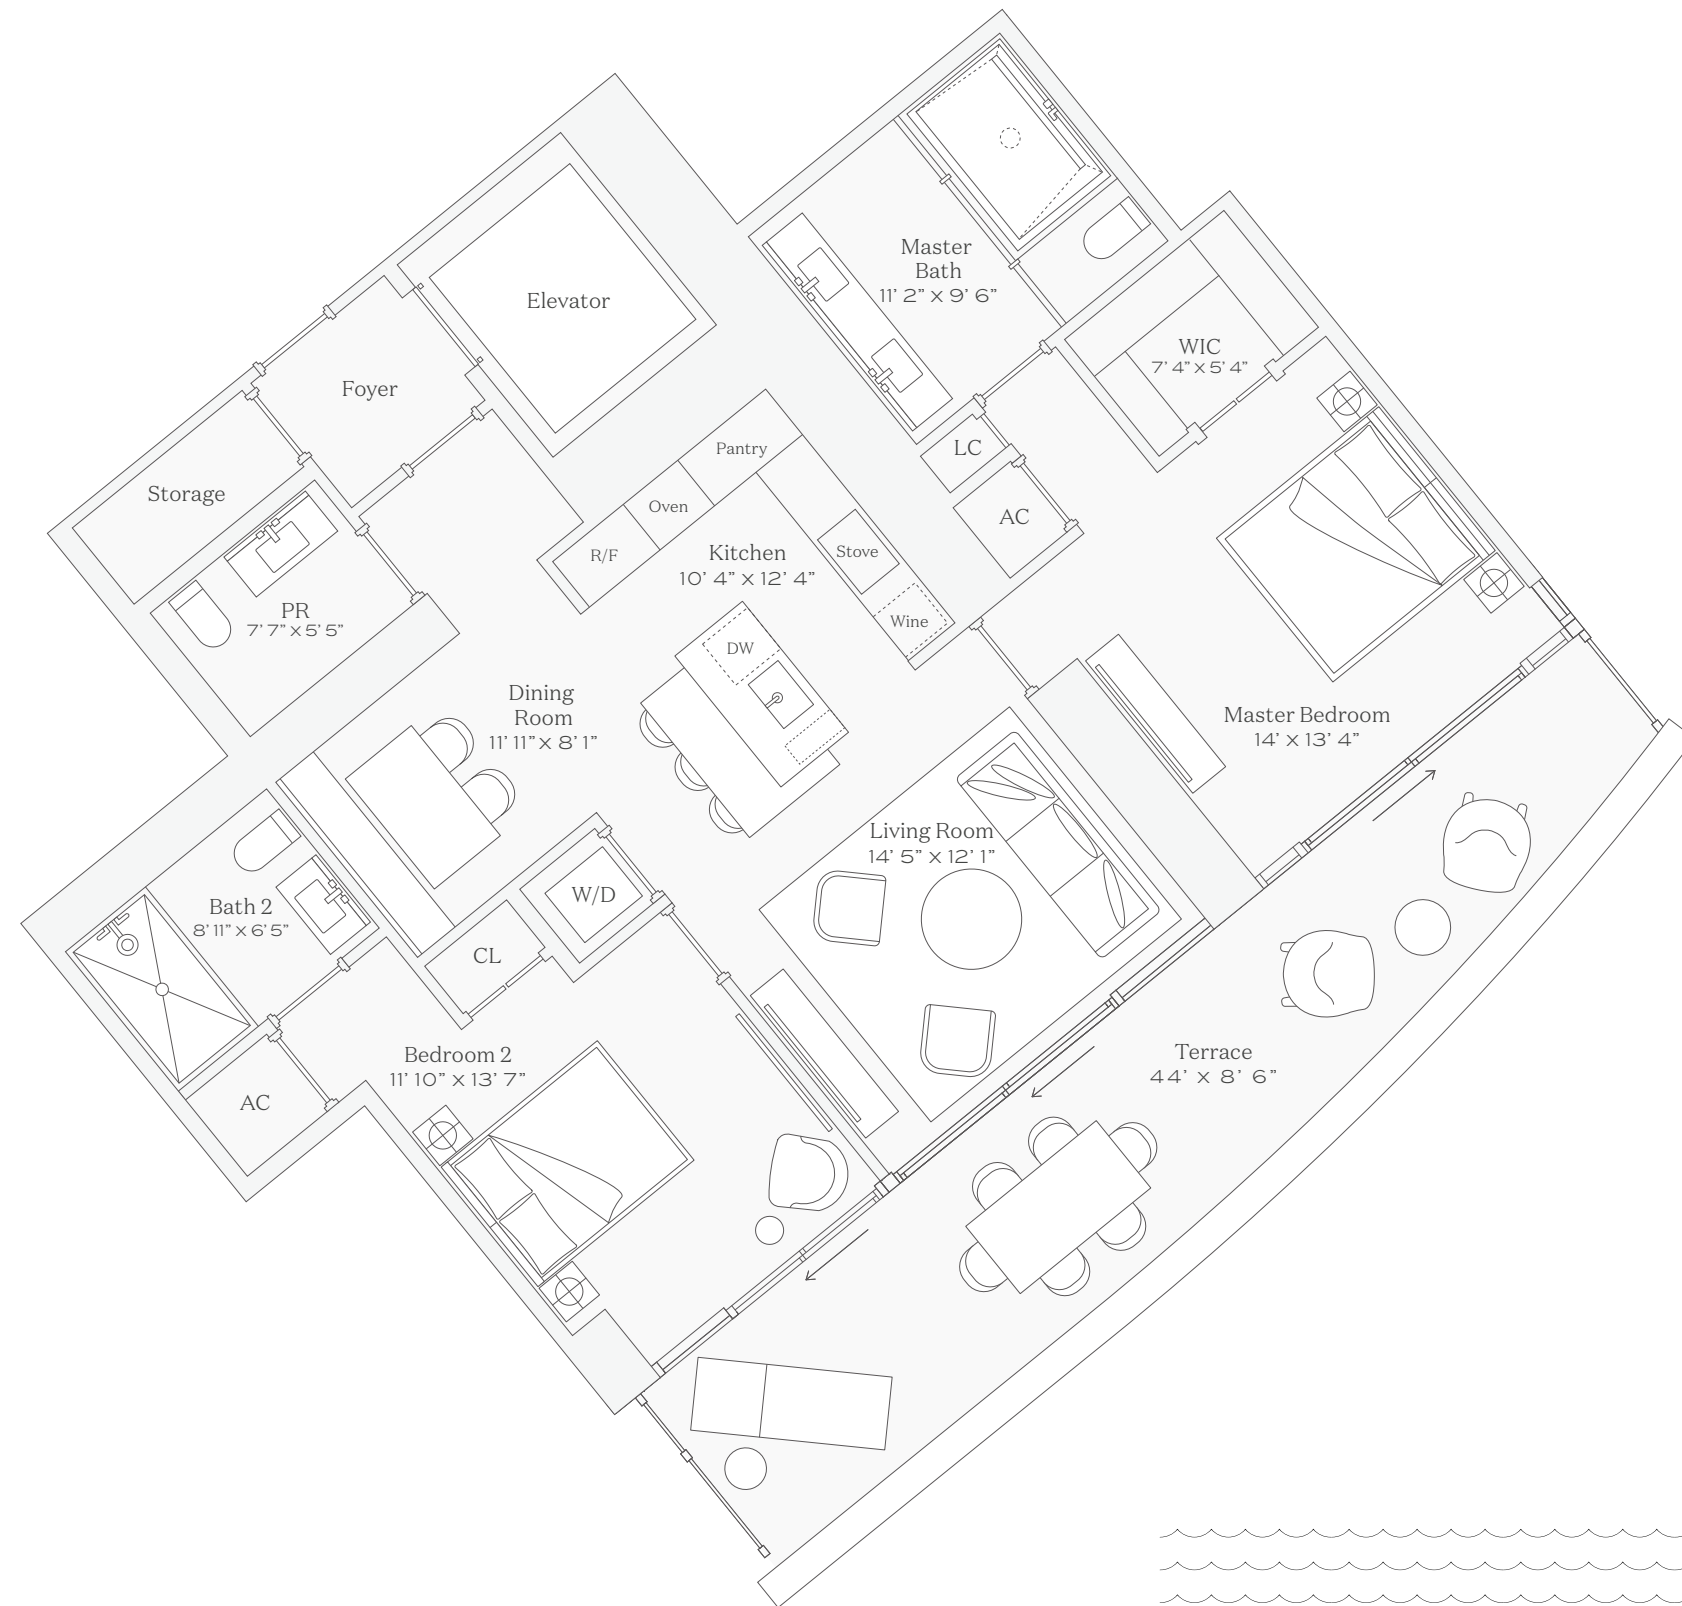 Master
Bath
11' 2" X 9' 6"
Elevator
WIC
7' 4" X 5' 4"
Foyer
Pantry
LC
Storage
Oven
AC
R/F
Kitchen
10' 4" X 12' 4"
Stove
PR
7' 7" X 5' 5"
Wine
DW
Dining
Room
11' 11" X 8' 1"
Master Bedroom
14' X 13' 4"
Living Room
14' 5" X 12' 1"
W/D
Bath 2
8' 11" X 6' 5"
CL
Bedroom 2
11' 10" X 13' 7"
Terrace
44' X 8' 6"
AC